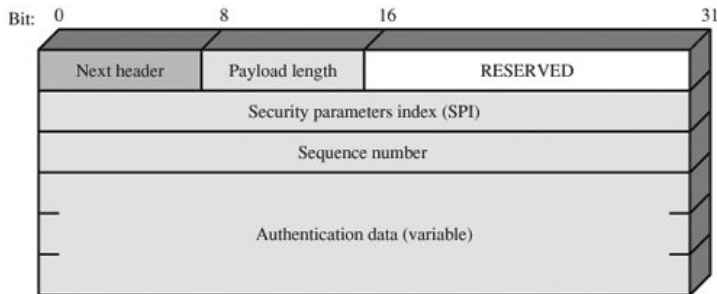 Bit: 0 8 16 31
Next header Payload length RESERVED
Security parameters index (SPI)
Sequence number
Authentication data (variable)